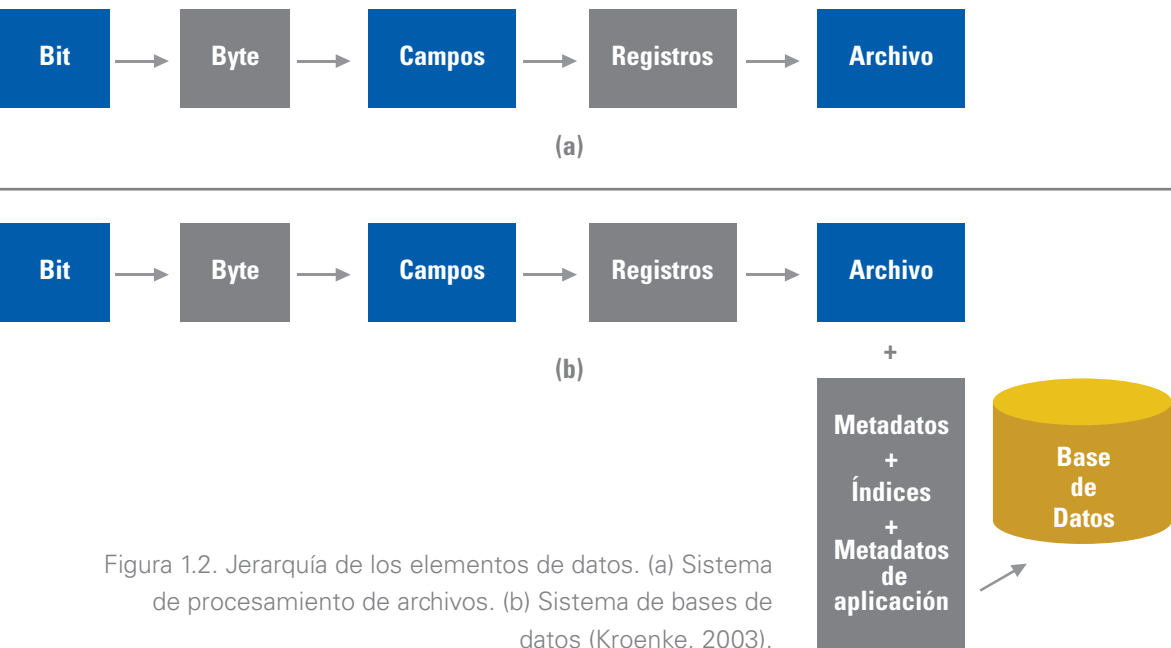 Bit
Byte
Campos
Registros
Archivo
(a)
Bit
Byte
Campos
Registros
Archivo
(b)
+
Metadatos
+
Índices
+
Metadatos
de
aplicación
Base
de
Datos
Figura 1.2. Jerarquía de los elementos de datos. (a) Sistema
de procesamiento de archivos. (b) Sistema de bases de
datos (Kroenke, 2003).